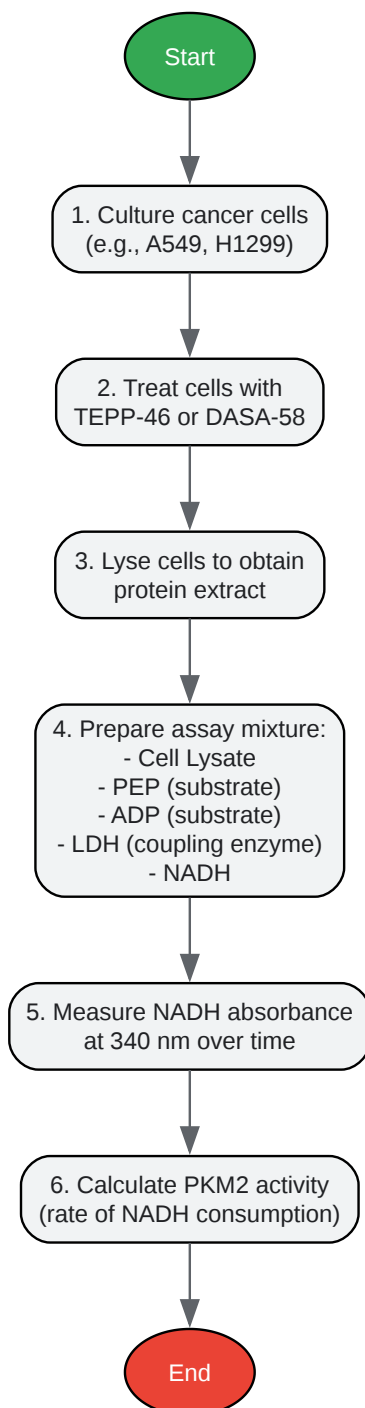 Start
1. Culture cancer cells
(e.g., A549, H1299)
2. Treat cells with
TEPP-46 or DASA-58
3. Lyse cells to obtain
protein extract
4. Prepare assay mixture:
- Cell Lysate
- PEP (substrate)
- ADP (substrate)
- LDH (coupling enzyme)
- NADH
5. Measure NADH absorbance
at 340 nm over time
6. Calculate PKM2 activity
(rate of NADH consumption)
End